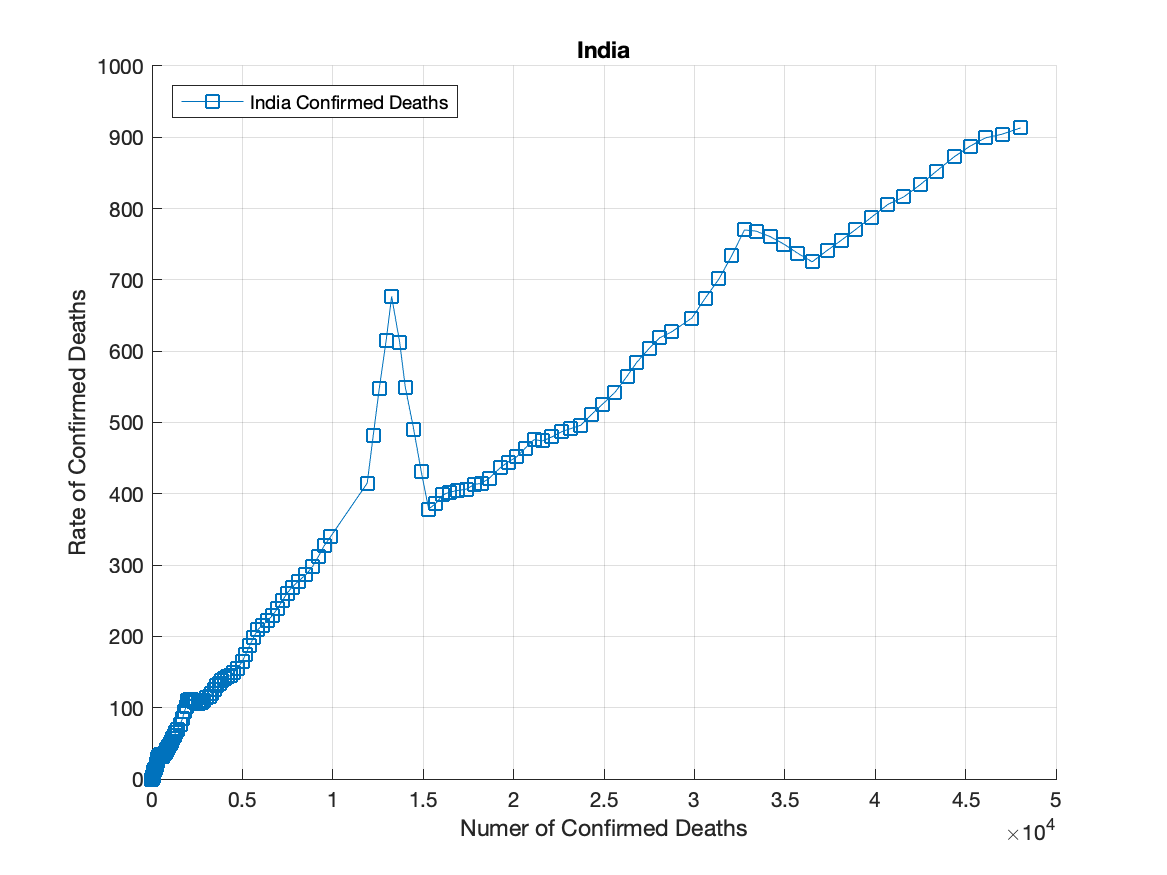 India
1000
900
800
700
600
500
400
300
200
100
0
India Confirmed Deaths
Rate of Confirmed Deaths
0 0.5 1 1.5 2 2.5 3 3.5 4 4.5 5
Numer of Confirmed Deaths
×10⁴